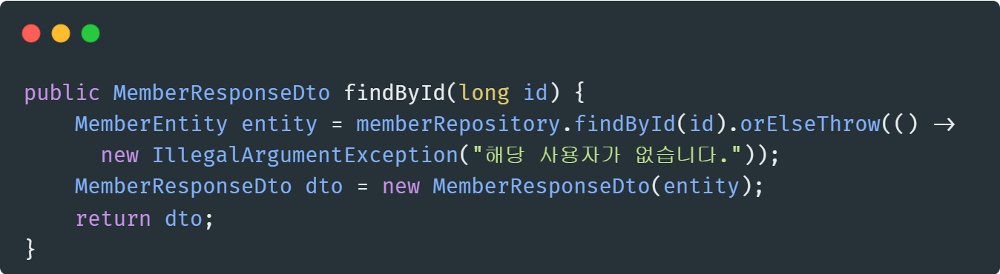 public MemberResponseDto findById(long id) {
    MemberEntity entity = memberRepository.findById(id).orElseThrow(() ->
      new IllegalArgumentException("해당 사용자가 없습니다."));
    MemberResponseDto dto = new MemberResponseDto(entity);
    return dto;
}